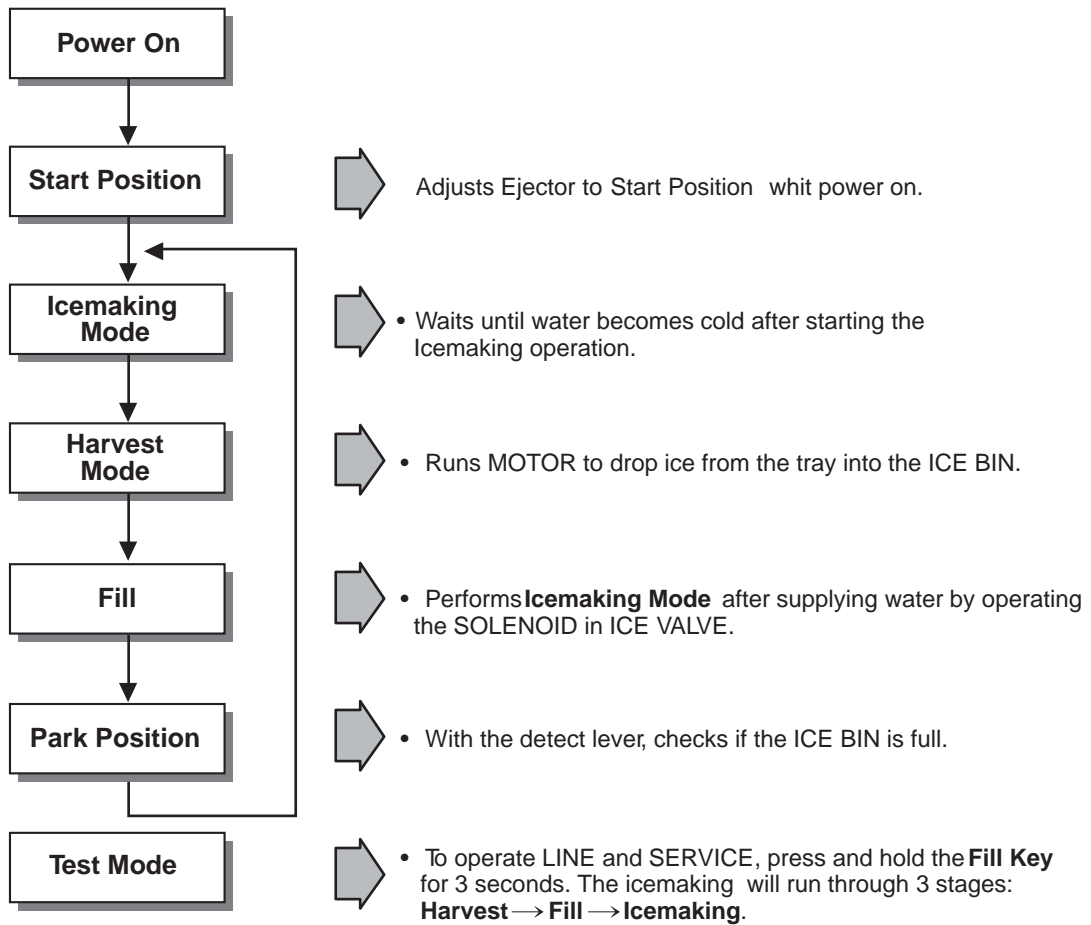 Power On
Start Position
Adjusts Ejector to Start Position whit power on.
Icemaking
Mode
• Waits until water becomes cold after starting the
Icemaking operation.
Harvest
Mode
• Runs MOTOR to drop ice from the tray into the ICE BIN.
Fill
• Performs Icemaking Mode after supplying water by operating
the SOLENOID in ICE VALVE.
Park Position
• With the detect lever, checks if the ICE BIN is full.
Test Mode
• To operate LINE and SERVICE, press and hold the Fill Key
for 3 seconds. The icemaking will run through 3 stages:
Harvest → Fill → Icemaking.